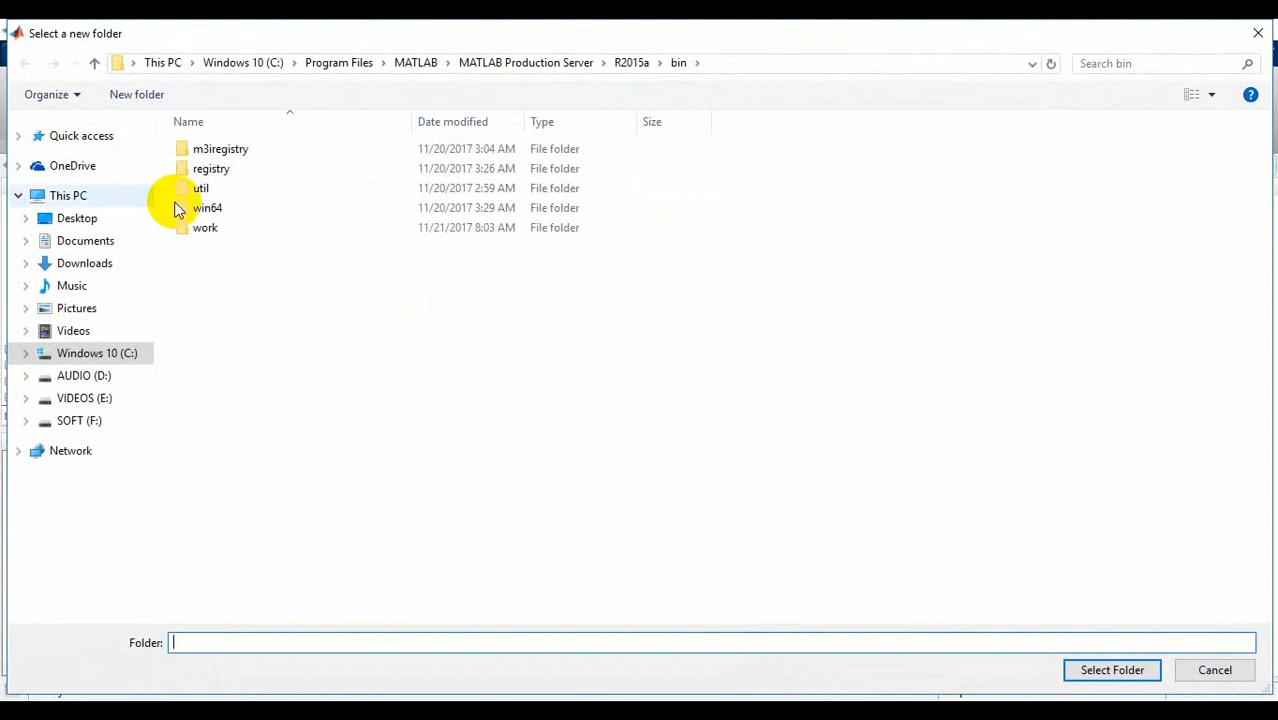 Select a new folder
This PC > Windows 10 (C:) > Program Files > MATLAB > MATLAB Production Server > R2015a > bin >
Search bin
Organize
New folder
Name
Date modified
Type
Size
Quick access
OneDrive
This PC
Desktop
Documents
Downloads
Music
Pictures
Videos
Windows 10 (C:)
AUDIO (D:)
VIDEOS (E:)
SOFT (F:)
Network
m3iregistry 11/20/2017 3:04 AM File folder
registry 11/20/2017 3:26 AM File folder
util 11/20/2017 2:59 AM File folder
win64 11/20/2017 3:29 AM File folder
work 11/21/2017 8:03 AM File folder
Folder:
Select Folder
Cancel